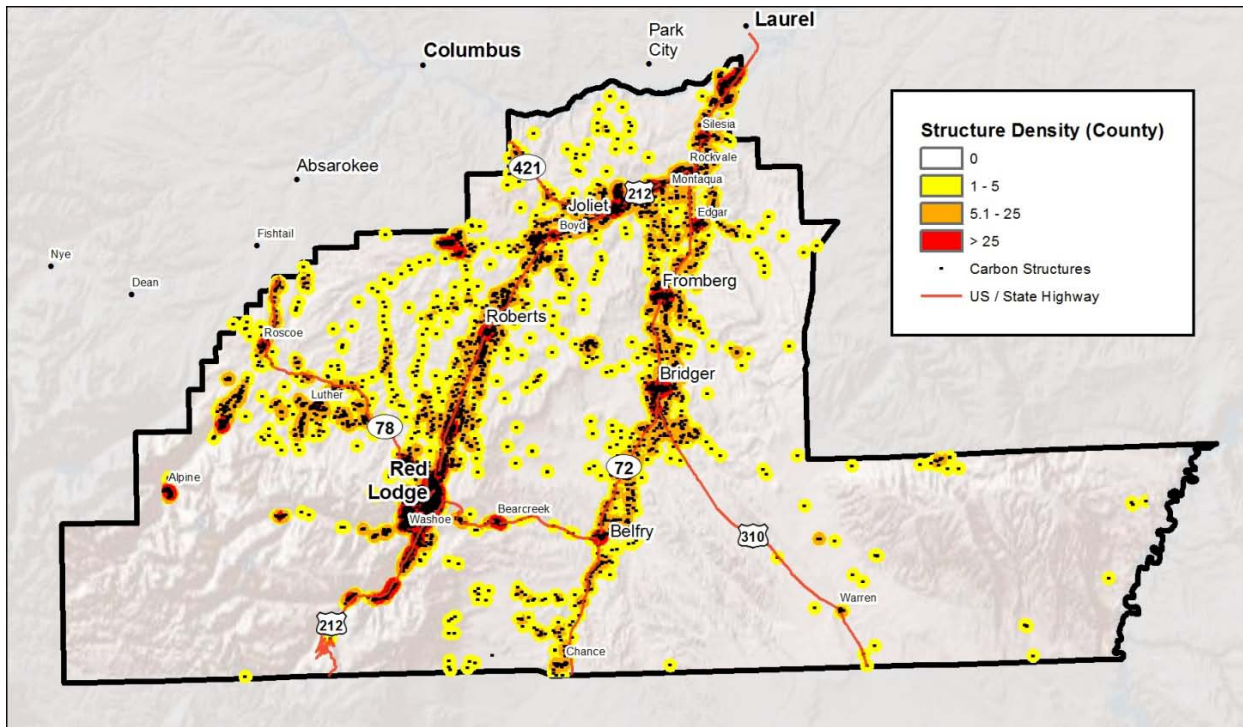 Laurel
Park
City
Columbus
Structure Density (County)
0
1 - 5
5.1 - 25
> 25
Carbon Structures
US / State Highway
Silesia
Rockvale
Absarokee
421
Montaqua
212
Joliet
Edgar
Boyd
Fishtail
Nye
Dean
Fromberg
Roberts
Roscoe
Bridger
Luther
78
Red
Lodge
72
Alpine
Bearcreek
Washoe
Belfry
310
Warren
212
Chance